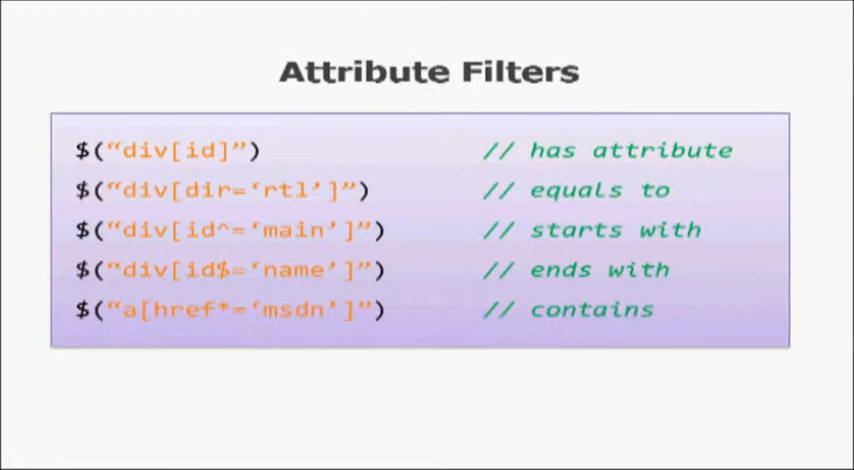 Attribute Filters
$(“div[id]”) // has attribute
$(“div[dir=‘rtl’]”) // equals to
$(“div[id^=‘main’]”) // starts with
$(“div[id$=‘name’]”) // ends with
$(“a[href*=‘msdn’]”) // contains